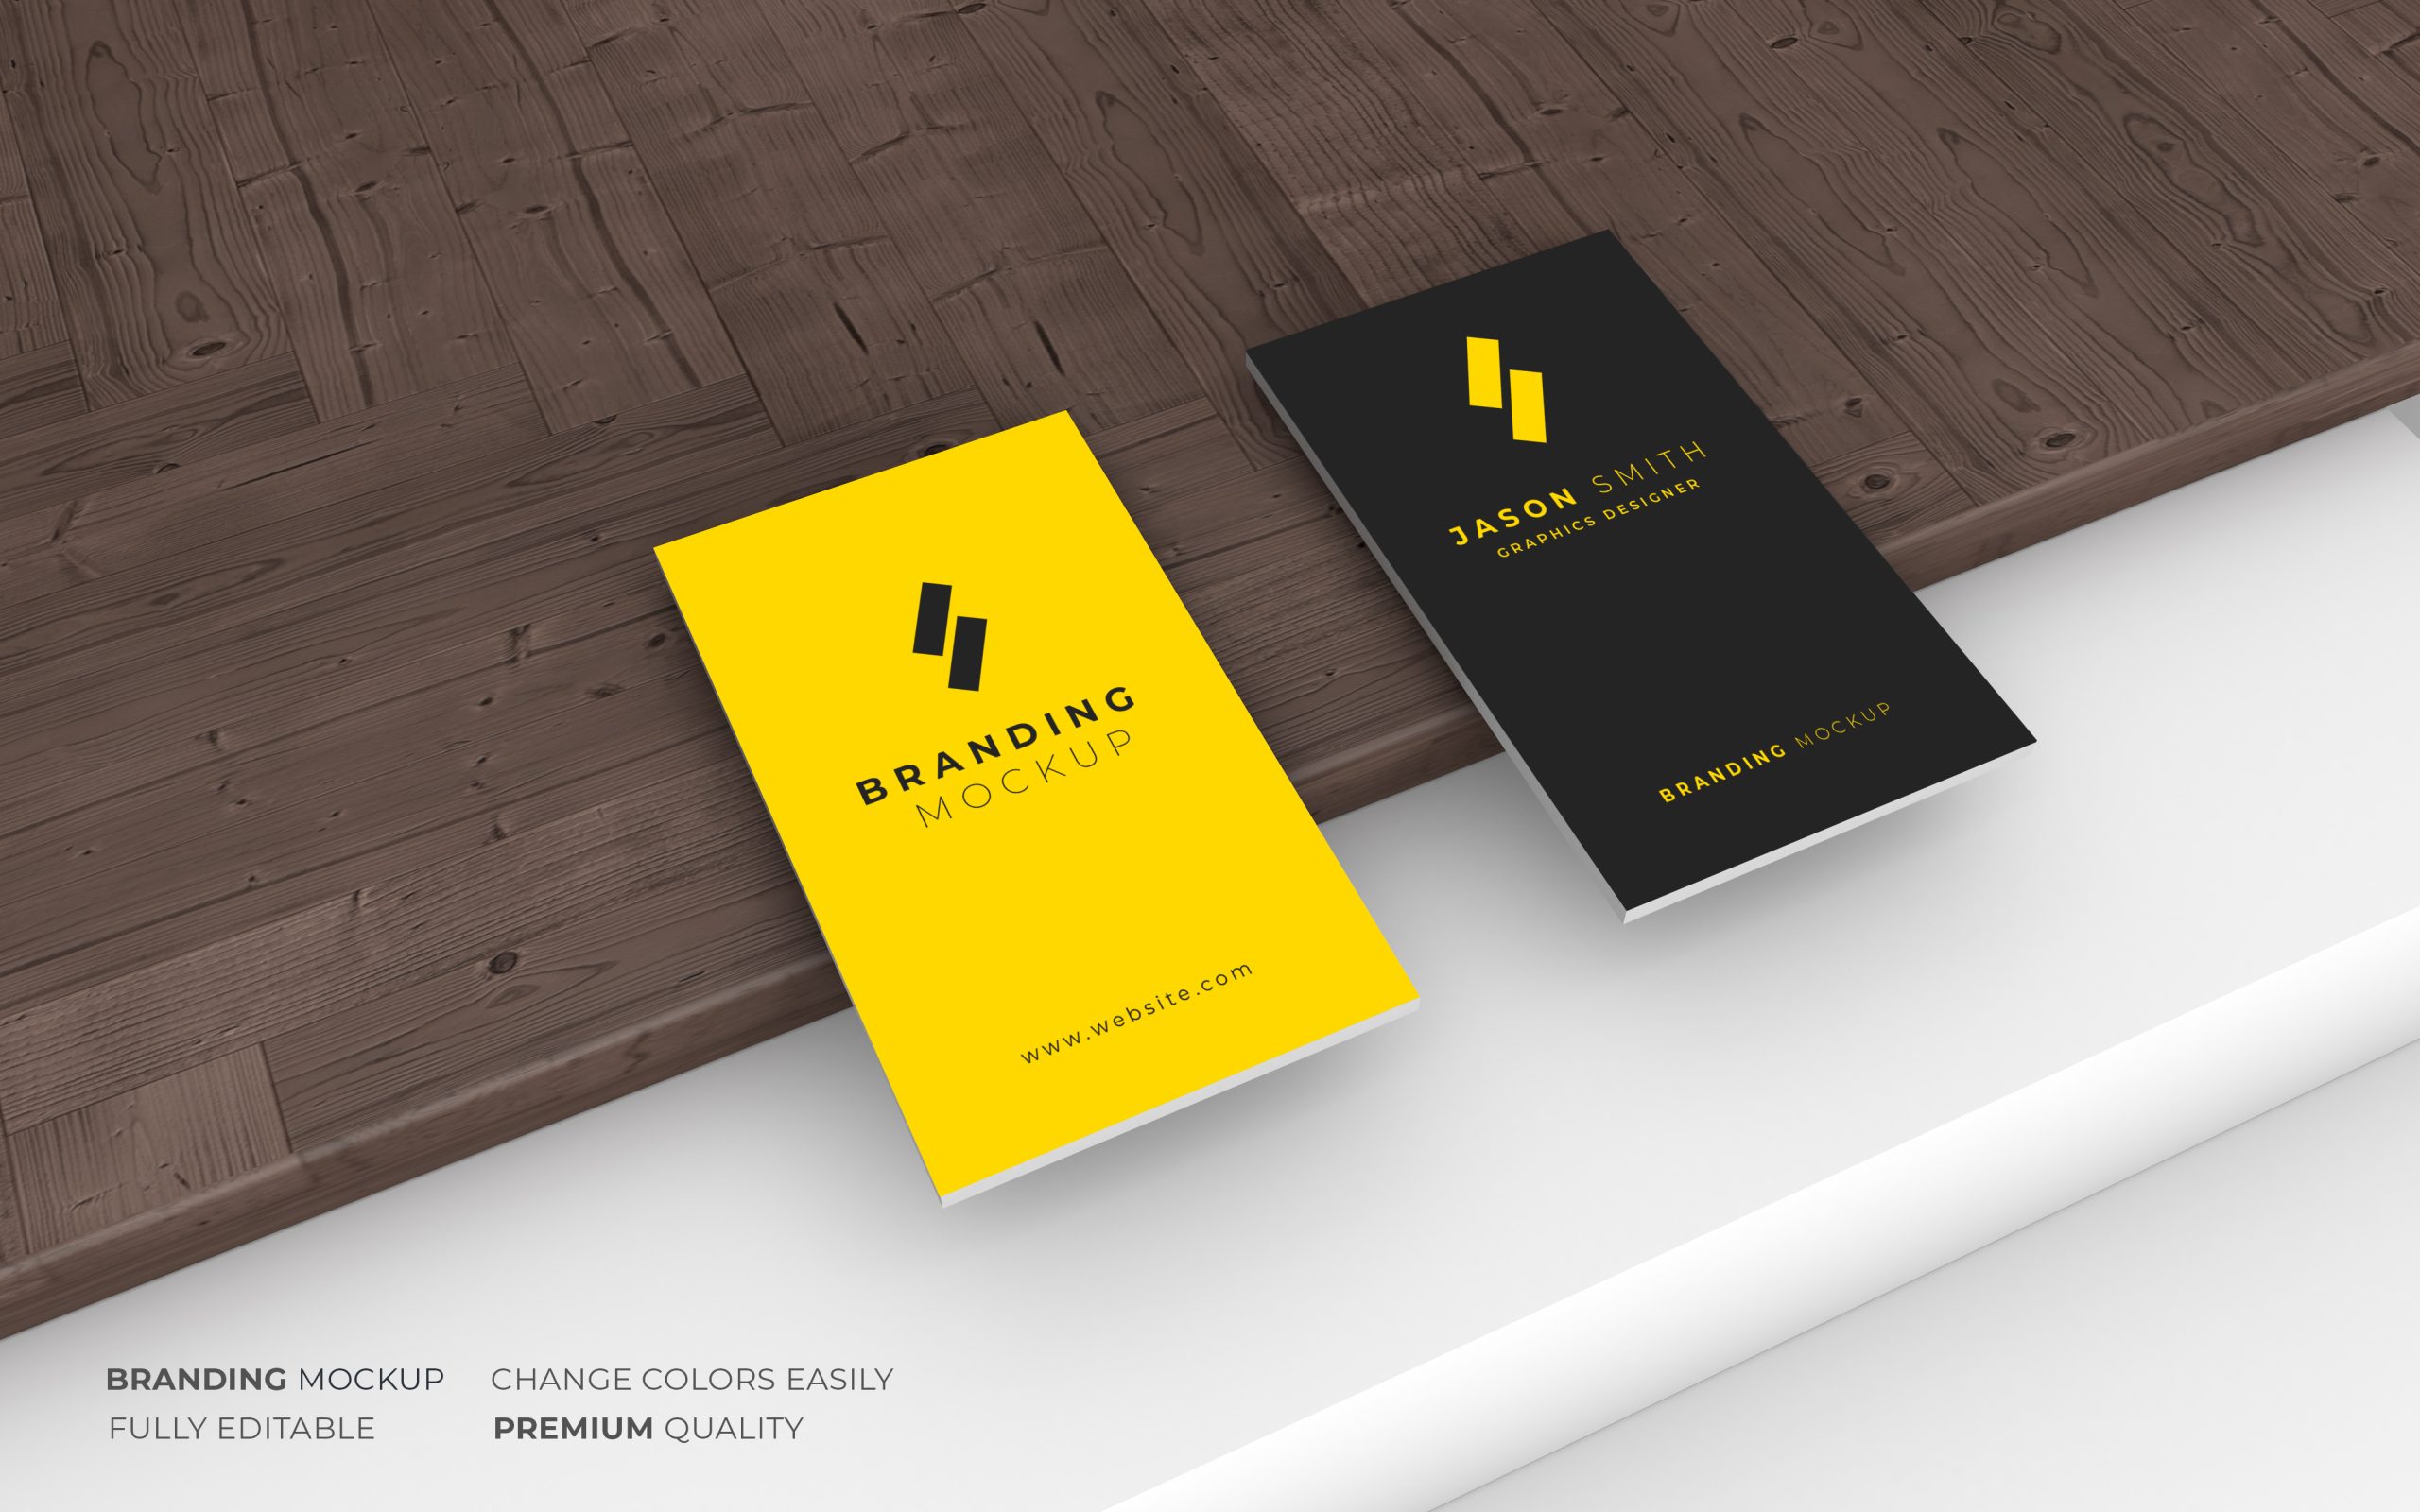 BRANDING
MOCKUP
www.website.com
JASON SMITH
GRAPHICS DESIGNER
BRANDING MOCKUP
BRANDING MOCKUP
FULLY EDITABLE
CHANGE COLORS EASILY
PREMIUM QUALITY